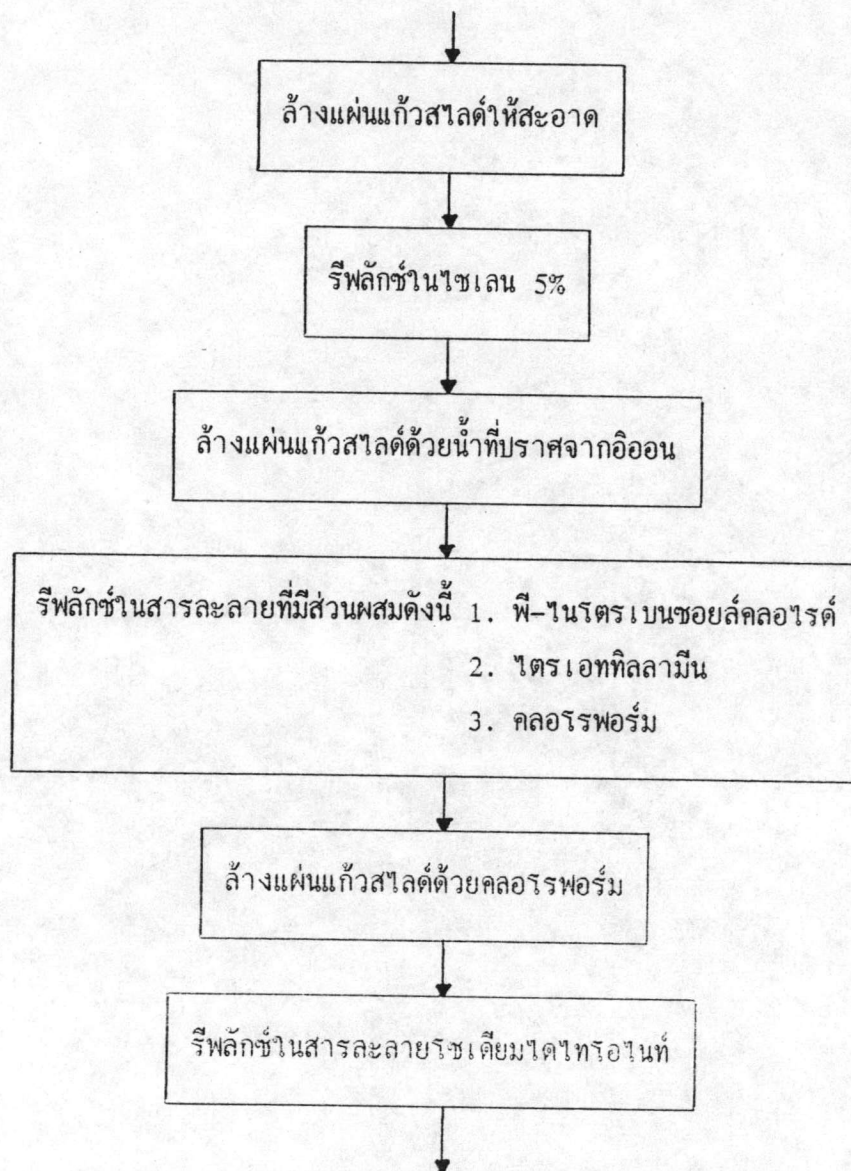 ล้างแผ่นแก้วสไลด์ให้สะอาด
รีฟลักซ์ในไซเลน 5%
ล้างแผ่นแก้วสไลด์ด้วยน้ำที่ปราศจากอิออน
รีฟลักซ์ในสารละลายที่มีส่วนผสมดังนี้ 1. พี-ไนโตรเบนซอยล์คลอไรด์
2. ไตรเอททิลลามีน
3. คลอโรฟอร์ม
ล้างแผ่นแก้วสไลด์ด้วยคลอโรฟอร์ม
รีฟลักซ์ในสารละลายโซเดียมไดไทโอไนท์